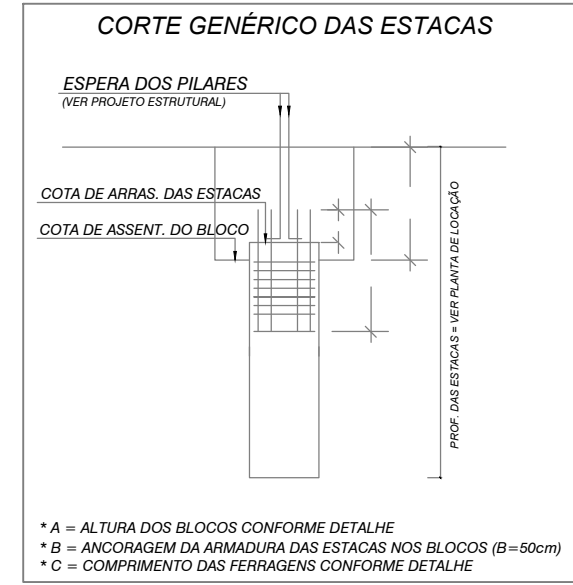 CORTE GENÉRICO DAS ESTACAS
ESPERA DOS PILARES
(VER PROJETO ESTRUTURAL)
COTA DE ARRAS. DAS ESTACAS
COTA DE ASSENT. DO BLOCO
PROF. DAS ESTACAS = VER PLANTA DE LOCAÇÃO
* A = ALTURA DOS BLOCOS CONFORME DETALHE
* B = ANCORAGEM DA ARMADURA DAS ESTACAS NOS BLOCOS (B=50cm)
* C = COMPRIMENTO DAS FERRAGENS CONFORME DETALHE